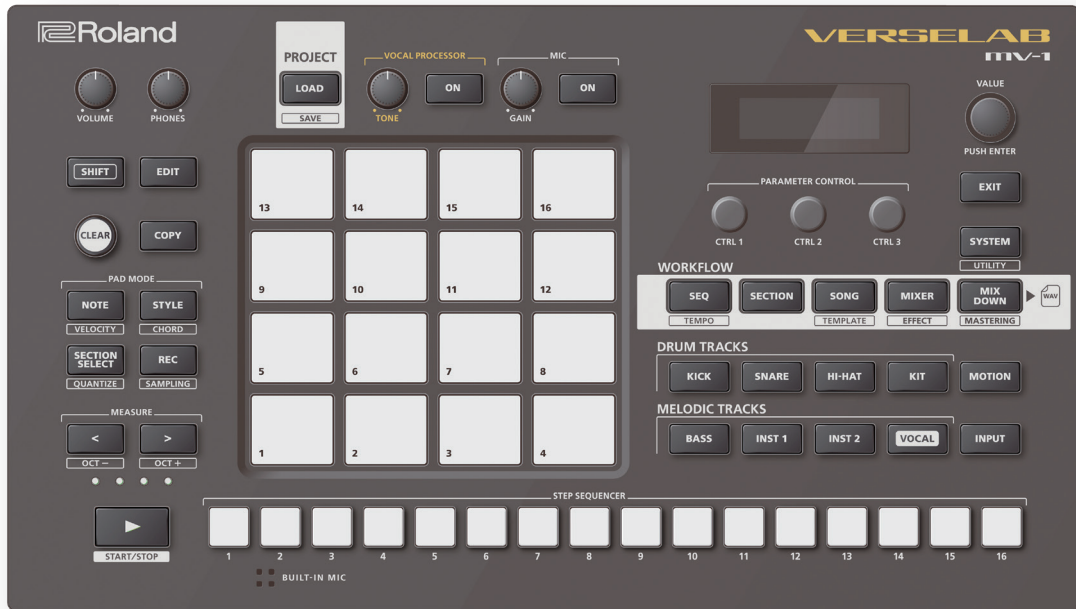 Roland
VERSELAB
MV-1
PROJECT
LOAD
SAVE
VOCAL PROCESSOR
TONE
ON
MIC
GAIN
ON
VOLUME
PHONES
VALUE
PUSH ENTER
SHIFT
EDIT
EXIT
CLEAR
COPY
PARAMETER CONTROL
CTRL 1
CTRL 2
CTRL 3
SYSTEM
UTILITY
PAD MODE
NOTE
STYLE
VELOCITY
CHORD
SECTION SELECT
REC
QUANTIZE
SAMPLING
MEASURE
<
>
OCT −
OCT +
START/STOP
13 14 15 16
9 10 11 12
5 6 7 8
1 2 3 4
WORKFLOW
SEQ
SECTION
SONG
MIXER
MIX DOWN
WAV
TEMPO
TEMPLATE
EFFECT
MASTERING
DRUM TRACKS
KICK
SNARE
HI-HAT
KIT
MOTION
MELODIC TRACKS
BASS
INST 1
INST 2
VOCAL
INPUT
STEP SEQUENCER
1 2 3 4 5 6 7 8 9 10 11 12 13 14 15 16
BUILT-IN MIC